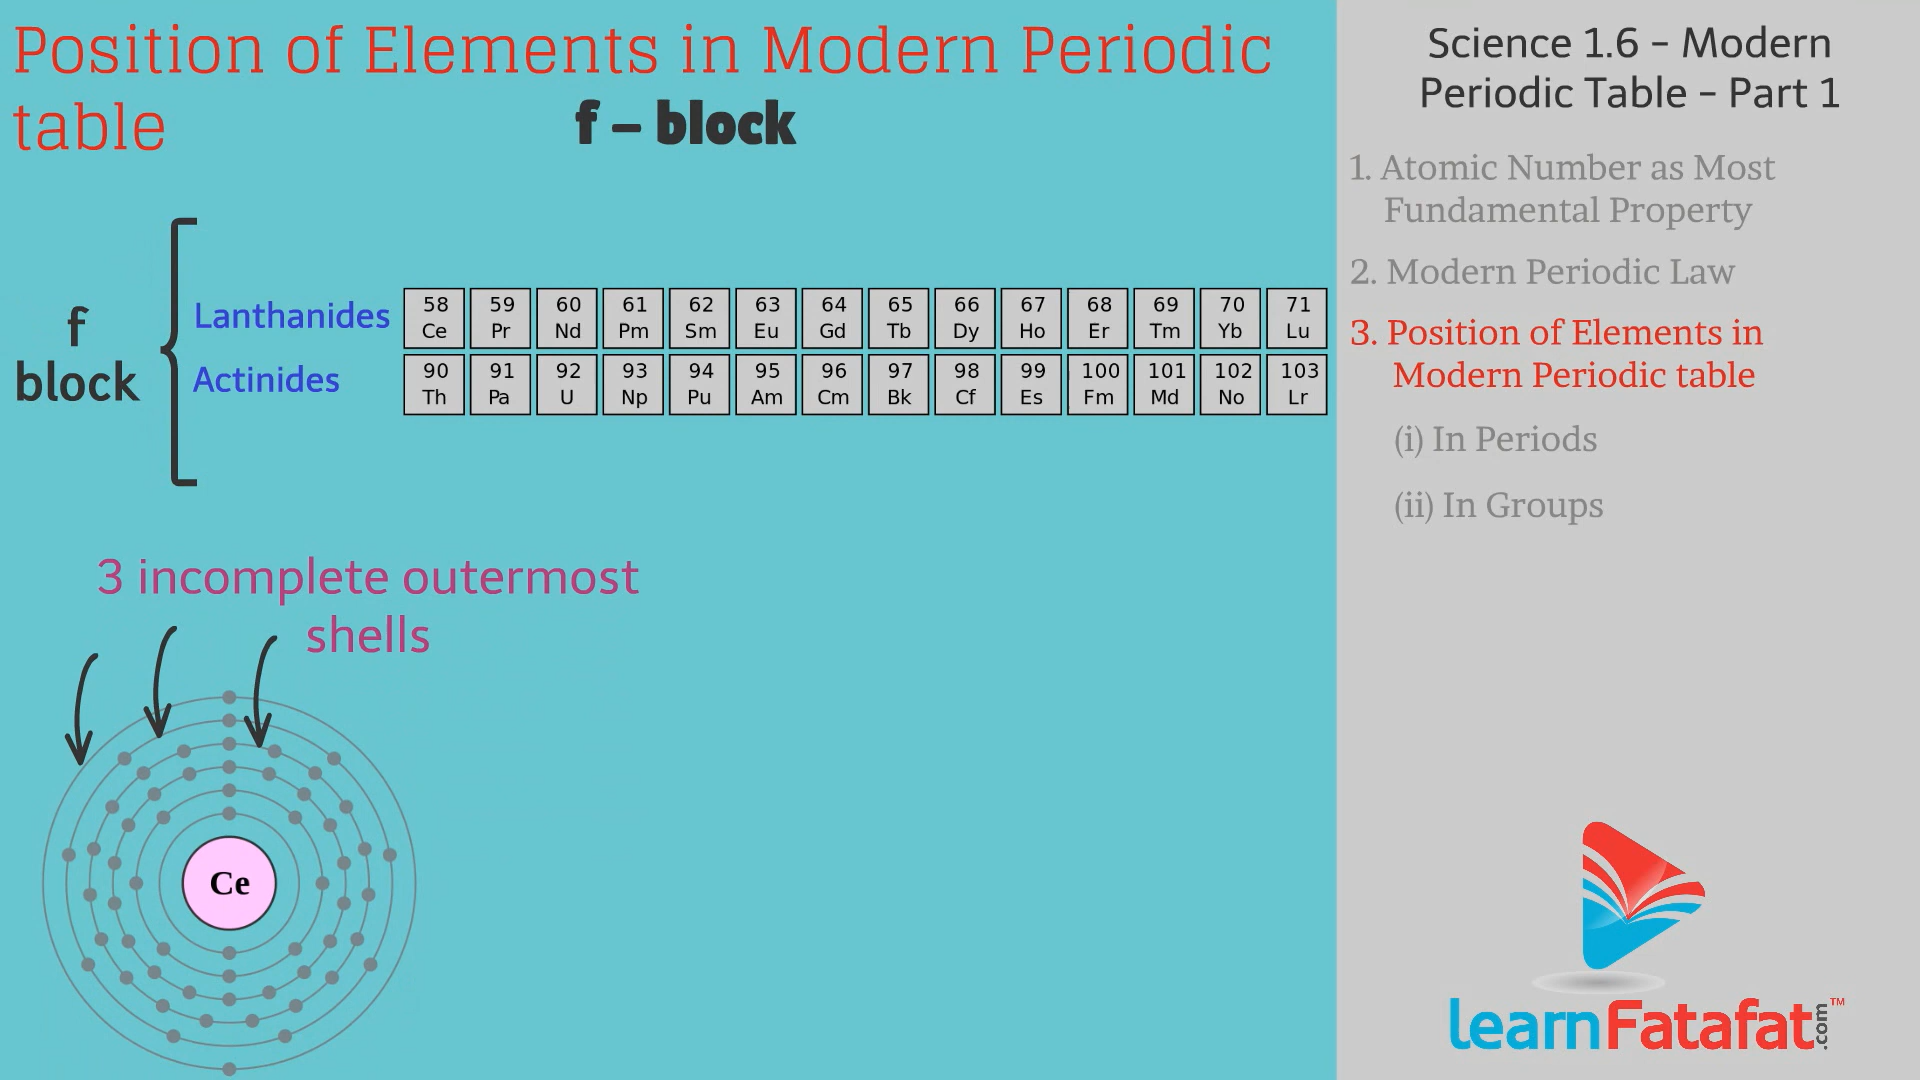 Position of Elements in Modern Periodic
table
f – block
Science 1.6 – Modern
Periodic Table – Part 1
1. Atomic Number as Most
Fundamental Property
2. Modern Periodic Law
3. Position of Elements in
Modern Periodic table
(i) In Periods
(ii) In Groups
f
block
Lanthanides
58 59 60 61 62 63 64 65 66 67 68 69 70 71
Ce Pr Nd Pm Sm Eu Gd Tb Dy Ho Er Tm Yb Lu
Actinides
90 91 92 93 94 95 96 97 98 99 100 101 102 103
Th Pa U Np Pu Am Cm Bk Cf Es Fm Md No Lr
3 incomplete outermost
shells
Ce
learnFatafat.com™